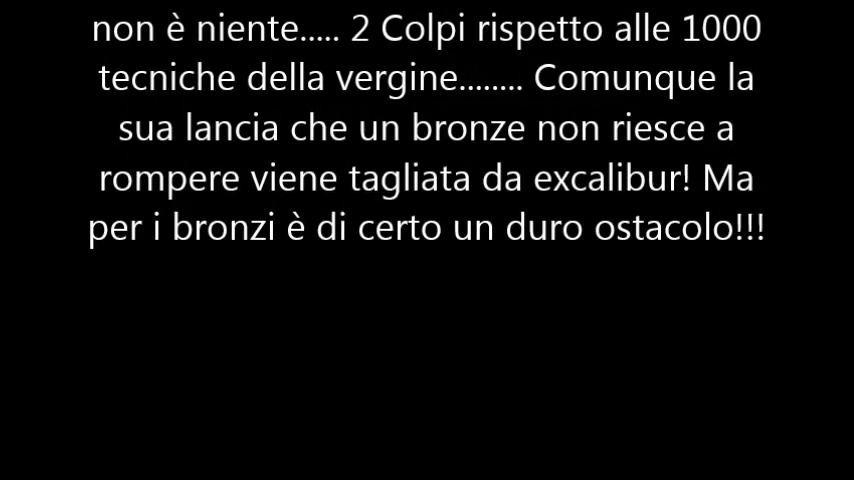 non è niente..... 2 Colpi rispetto alle 1000
tecniche della vergine........ Comunque la
sua lancia che un bronze non riesce a
rompere viene tagliata da excalibur! Ma
per i bronzi è di certo un duro ostacolo!!!